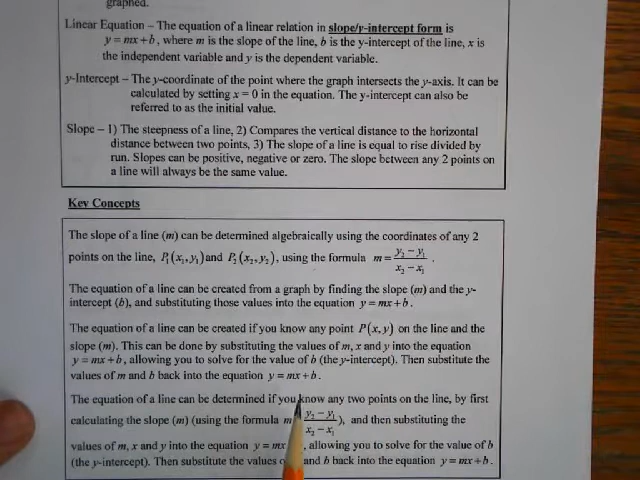 graphed.
Linear Equation – The equation of a linear relation in slope/y-intercept form is
y = mx + b, where m is the slope of the line, b is the y-intercept of the line, x is
the independent variable and y is the dependent variable.
y-Intercept – The y-coordinate of the point where the graph intersects the y-axis. It can be
calculated by setting x = 0 in the equation. The y-intercept can also be
referred to as the initial value.
Slope – 1) The steepness of a line, 2) Compares the vertical distance to the horizontal
distance between two points, 3) The slope of a line is equal to rise divided by
run. Slopes can be positive, negative or zero. The slope between any 2 points on
a line will always be the same value.
Key Concepts
The slope of a line (m) can be determined algebraically using the coordinates of any 2
points on the line, P₁(x₁, y₁) and P₂(x₂, y₂), using the formula m = (y₂ − y₁)/(x₂ − x₁) .
The equation of a line can be created from a graph by finding the slope (m) and the y-
intercept (b), and substituting those values into the equation y = mx + b.
The equation of a line can be created if you know any point P(x, y) on the line and the
slope (m). This can be done by substituting the values of m, x and y into the equation
y = mx + b, allowing you to solve for the value of b (the y-intercept). Then substitute the
values of m and b back into the equation y = mx + b.
The equation of a line can be determined if you know any two points on the line, by first
calculating the slope (m) (using the formula m (y₂ − y₁)/(x₂ − x₁)), and then substituting the
values of m, x and y into the equation y = mx , allowing you to solve for the value of b
(the y-intercept). Then substitute the values and b back into the equation y = mx + b.